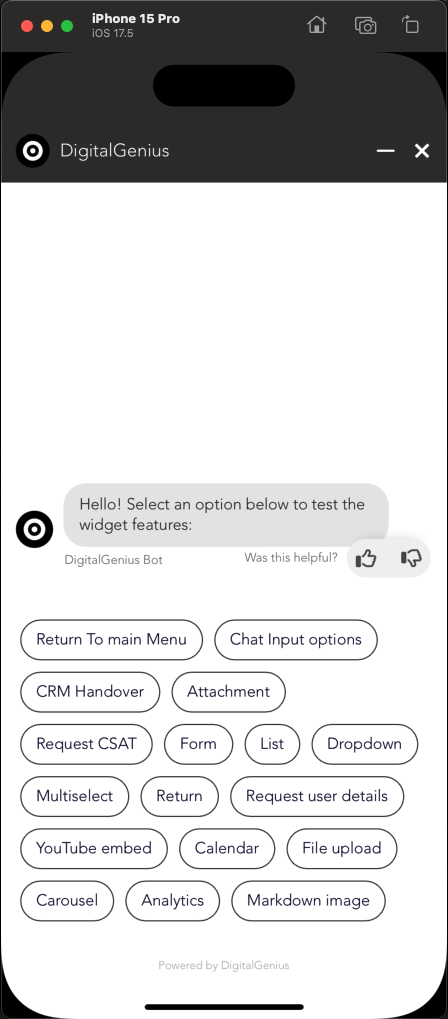 iPhone 15 Pro
iOS 17.5
DigitalGenius
Hello! Select an option below to test the
widget features:
DigitalGenius Bot
Was this helpful?
Return To main Menu
Chat Input options
CRM Handover
Attachment
Request CSAT
Form
List
Dropdown
Multiselect
Return
Request user details
YouTube embed
Calendar
File upload
Carousel
Analytics
Markdown image
Powered by DigitalGenius